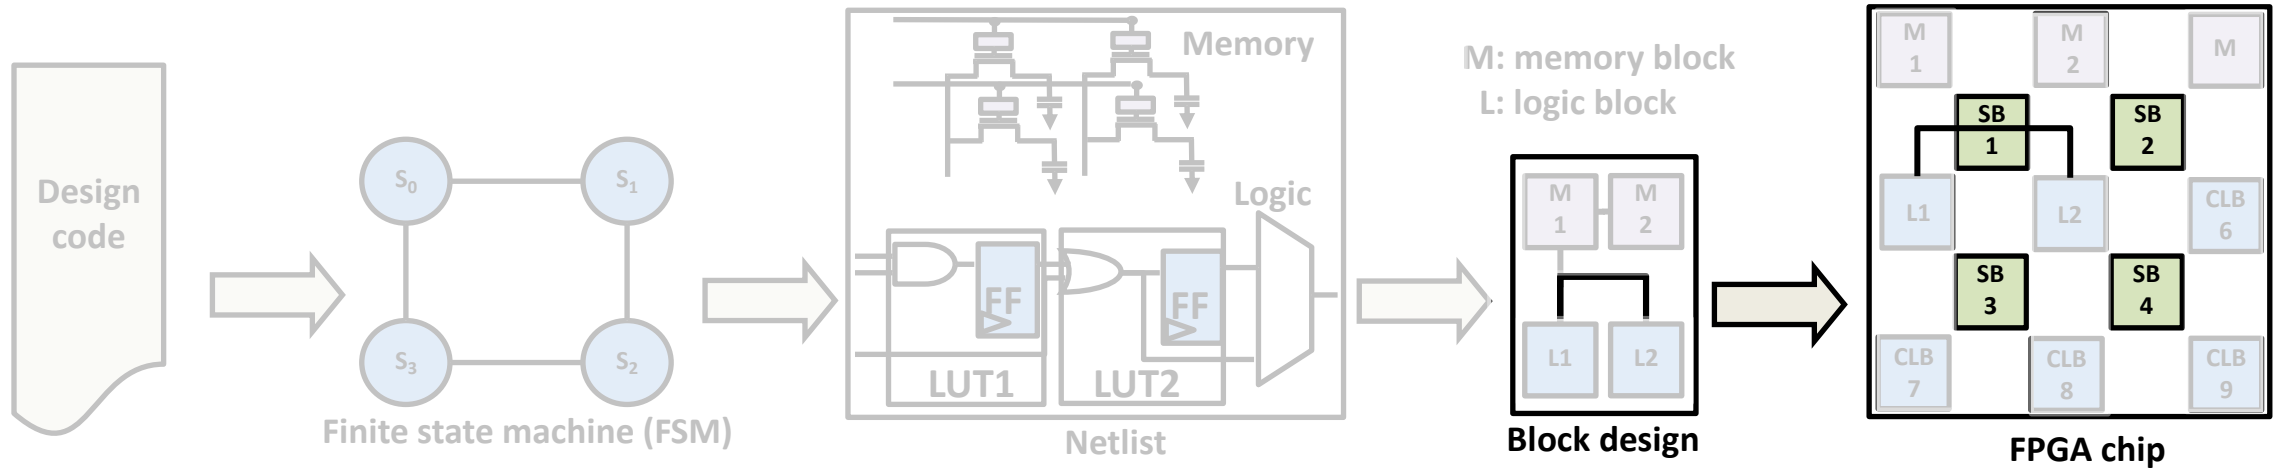 Design
code
S0
S1
S3
S2
Finite state machine (FSM)
Memory
Logic
FF
FF
LUT1
LUT2
Netlist
M: memory block
L: logic block
M
1
M
2
L1
L2
Block design
M
1
M
2
M
SB
1
SB
2
L1
L2
CLB
6
SB
3
SB
4
CLB
7
CLB
8
CLB
9
FPGA chip